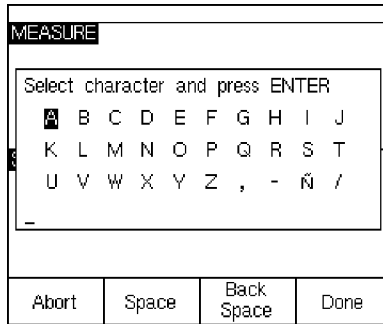 MEASURE
Select character and press ENTER
A B C D E F G H I J
K L M N O P Q R S T
U V W X Y Z , - Ñ /
_
Abort Space Back Space Done